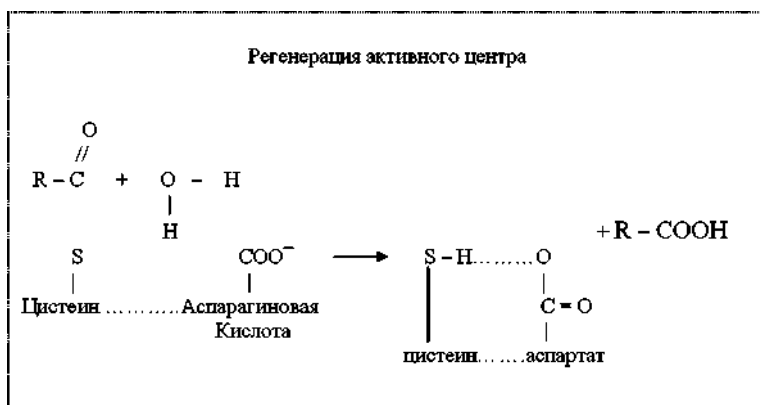 Регенерация активного центра
O
//
R – C + O – H
|
H
+ R – COOH
S COO⁻ S – H.........O
| | |
Цистеин ............Аспарагиновая C = O
Кислота |
цистеин.......аспартат